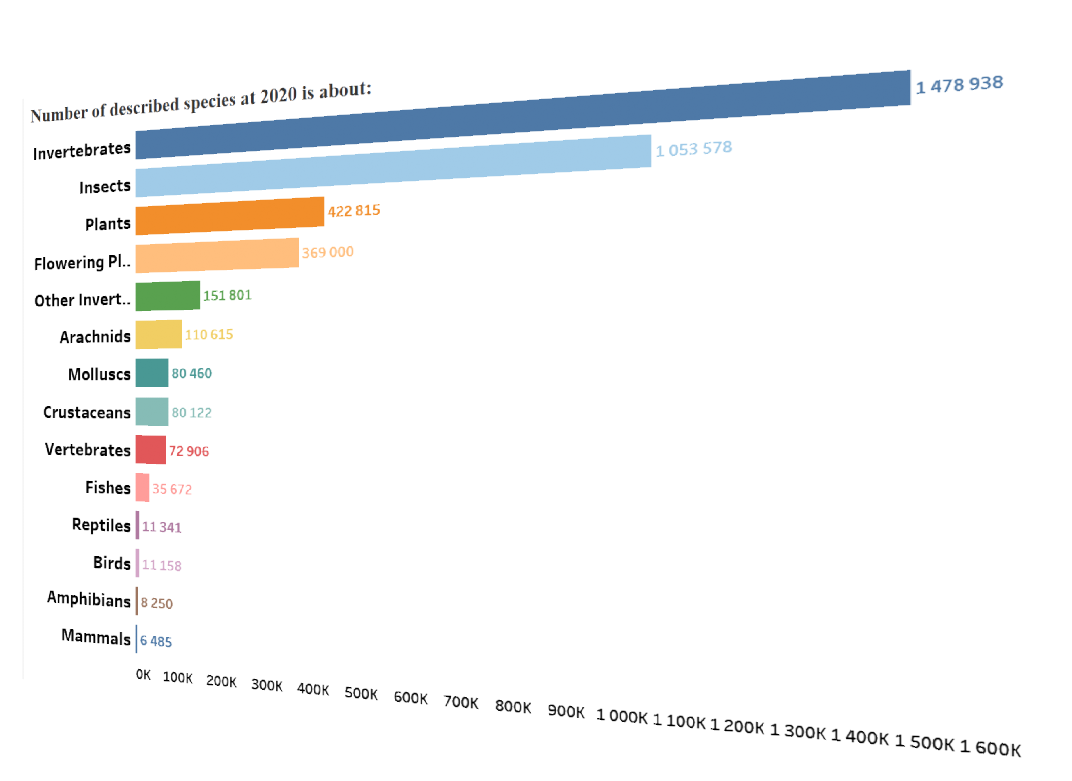 Number of described species at 2020 is about:
Invertebrates 1 478 938
Insects 1 053 578
Plants 422 815
Flowering Pl.. 369 000
Other Invert.. 151 801
Arachnids 110 615
Molluscs 80 460
Crustaceans 80 122
Vertebrates 72 906
Fishes 35 672
Reptiles 11 341
Birds 11 158
Amphibians 8 250
Mammals 6 485
0K 100K 200K 300K 400K 500K 600K 700K 800K 900K 1 000K 1 100K 1 200K 1 300K 1 400K 1 500K 1 600K